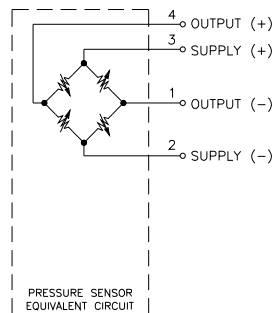 4 OUTPUT (+)
3 SUPPLY (+)
1 OUTPUT (−)
2 SUPPLY (−)
PRESSURE SENSOR
EQUIVALENT CIRCUIT